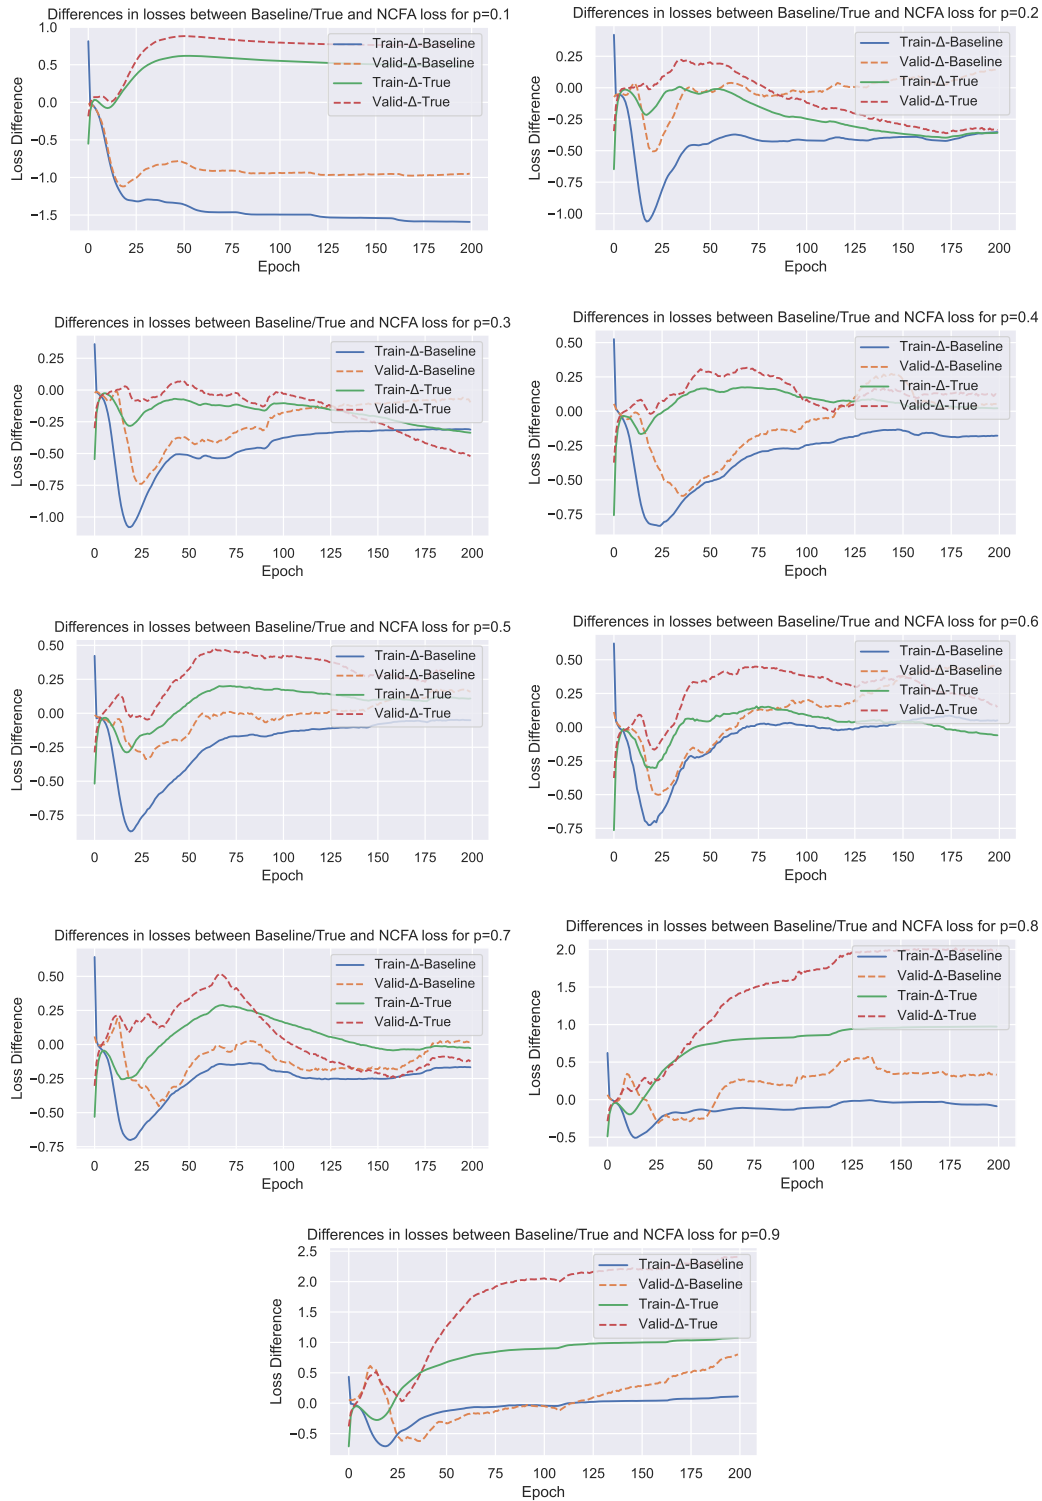 Differences in losses between Baseline/True and NCFA loss for p=0.1
1.0
0.5
0.0
−0.5
−1.0
−1.5
Loss Difference
Train-Δ-Baseline
Valid-Δ-Baseline
Train-Δ-True
Valid-Δ-True
0 25 50 75 100 125 150 175 200
Epoch
Differences in losses between Baseline/True and NCFA loss for p=0.2
0.25
0.00
−0.25
−0.50
−0.75
−1.00
Loss Difference
Train-Δ-Baseline
Valid-Δ-Baseline
Train-Δ-True
Valid-Δ-True
0 25 50 75 100 125 150 175 200
Epoch
Differences in losses between Baseline/True and NCFA loss for p=0.3
0.25
0.00
−0.25
−0.50
−0.75
−1.00
Loss Difference
Train-Δ-Baseline
Valid-Δ-Baseline
Train-Δ-True
Valid-Δ-True
0 25 50 75 100 125 150 175 200
Epoch
Differences in losses between Baseline/True and NCFA loss for p=0.4
0.50
0.25
0.00
−0.25
−0.50
−0.75
Loss Difference
Train-Δ-Baseline
Valid-Δ-Baseline
Train-Δ-True
Valid-Δ-True
0 25 50 75 100 125 150 175 200
Epoch
Differences in losses between Baseline/True and NCFA loss for p=0.5
0.50
0.25
0.00
−0.25
−0.50
−0.75
Loss Difference
Train-Δ-Baseline
Valid-Δ-Baseline
Train-Δ-True
Valid-Δ-True
0 25 50 75 100 125 150 175 200
Epoch
Differences in losses between Baseline/True and NCFA loss for p=0.6
0.50
0.25
0.00
−0.25
−0.50
−0.75
Loss Difference
Train-Δ-Baseline
Valid-Δ-Baseline
Train-Δ-True
Valid-Δ-True
0 25 50 75 100 125 150 175 200
Epoch
Differences in losses between Baseline/True and NCFA loss for p=0.7
0.50
0.25
0.00
−0.25
−0.50
−0.75
Loss Difference
Train-Δ-Baseline
Valid-Δ-Baseline
Train-Δ-True
Valid-Δ-True
0 25 50 75 100 125 150 175 200
Epoch
Differences in losses between Baseline/True and NCFA loss for p=0.8
2.0
1.5
1.0
0.5
0.0
−0.5
Loss Difference
Train-Δ-Baseline
Valid-Δ-Baseline
Train-Δ-True
Valid-Δ-True
0 25 50 75 100 125 150 175 200
Epoch
Differences in losses between Baseline/True and NCFA loss for p=0.9
2.5
2.0
1.5
1.0
0.5
0.0
−0.5
Loss Difference
Train-Δ-Baseline
Valid-Δ-Baseline
Train-Δ-True
Valid-Δ-True
0 25 50 75 100 125 150 175 200
Epoch